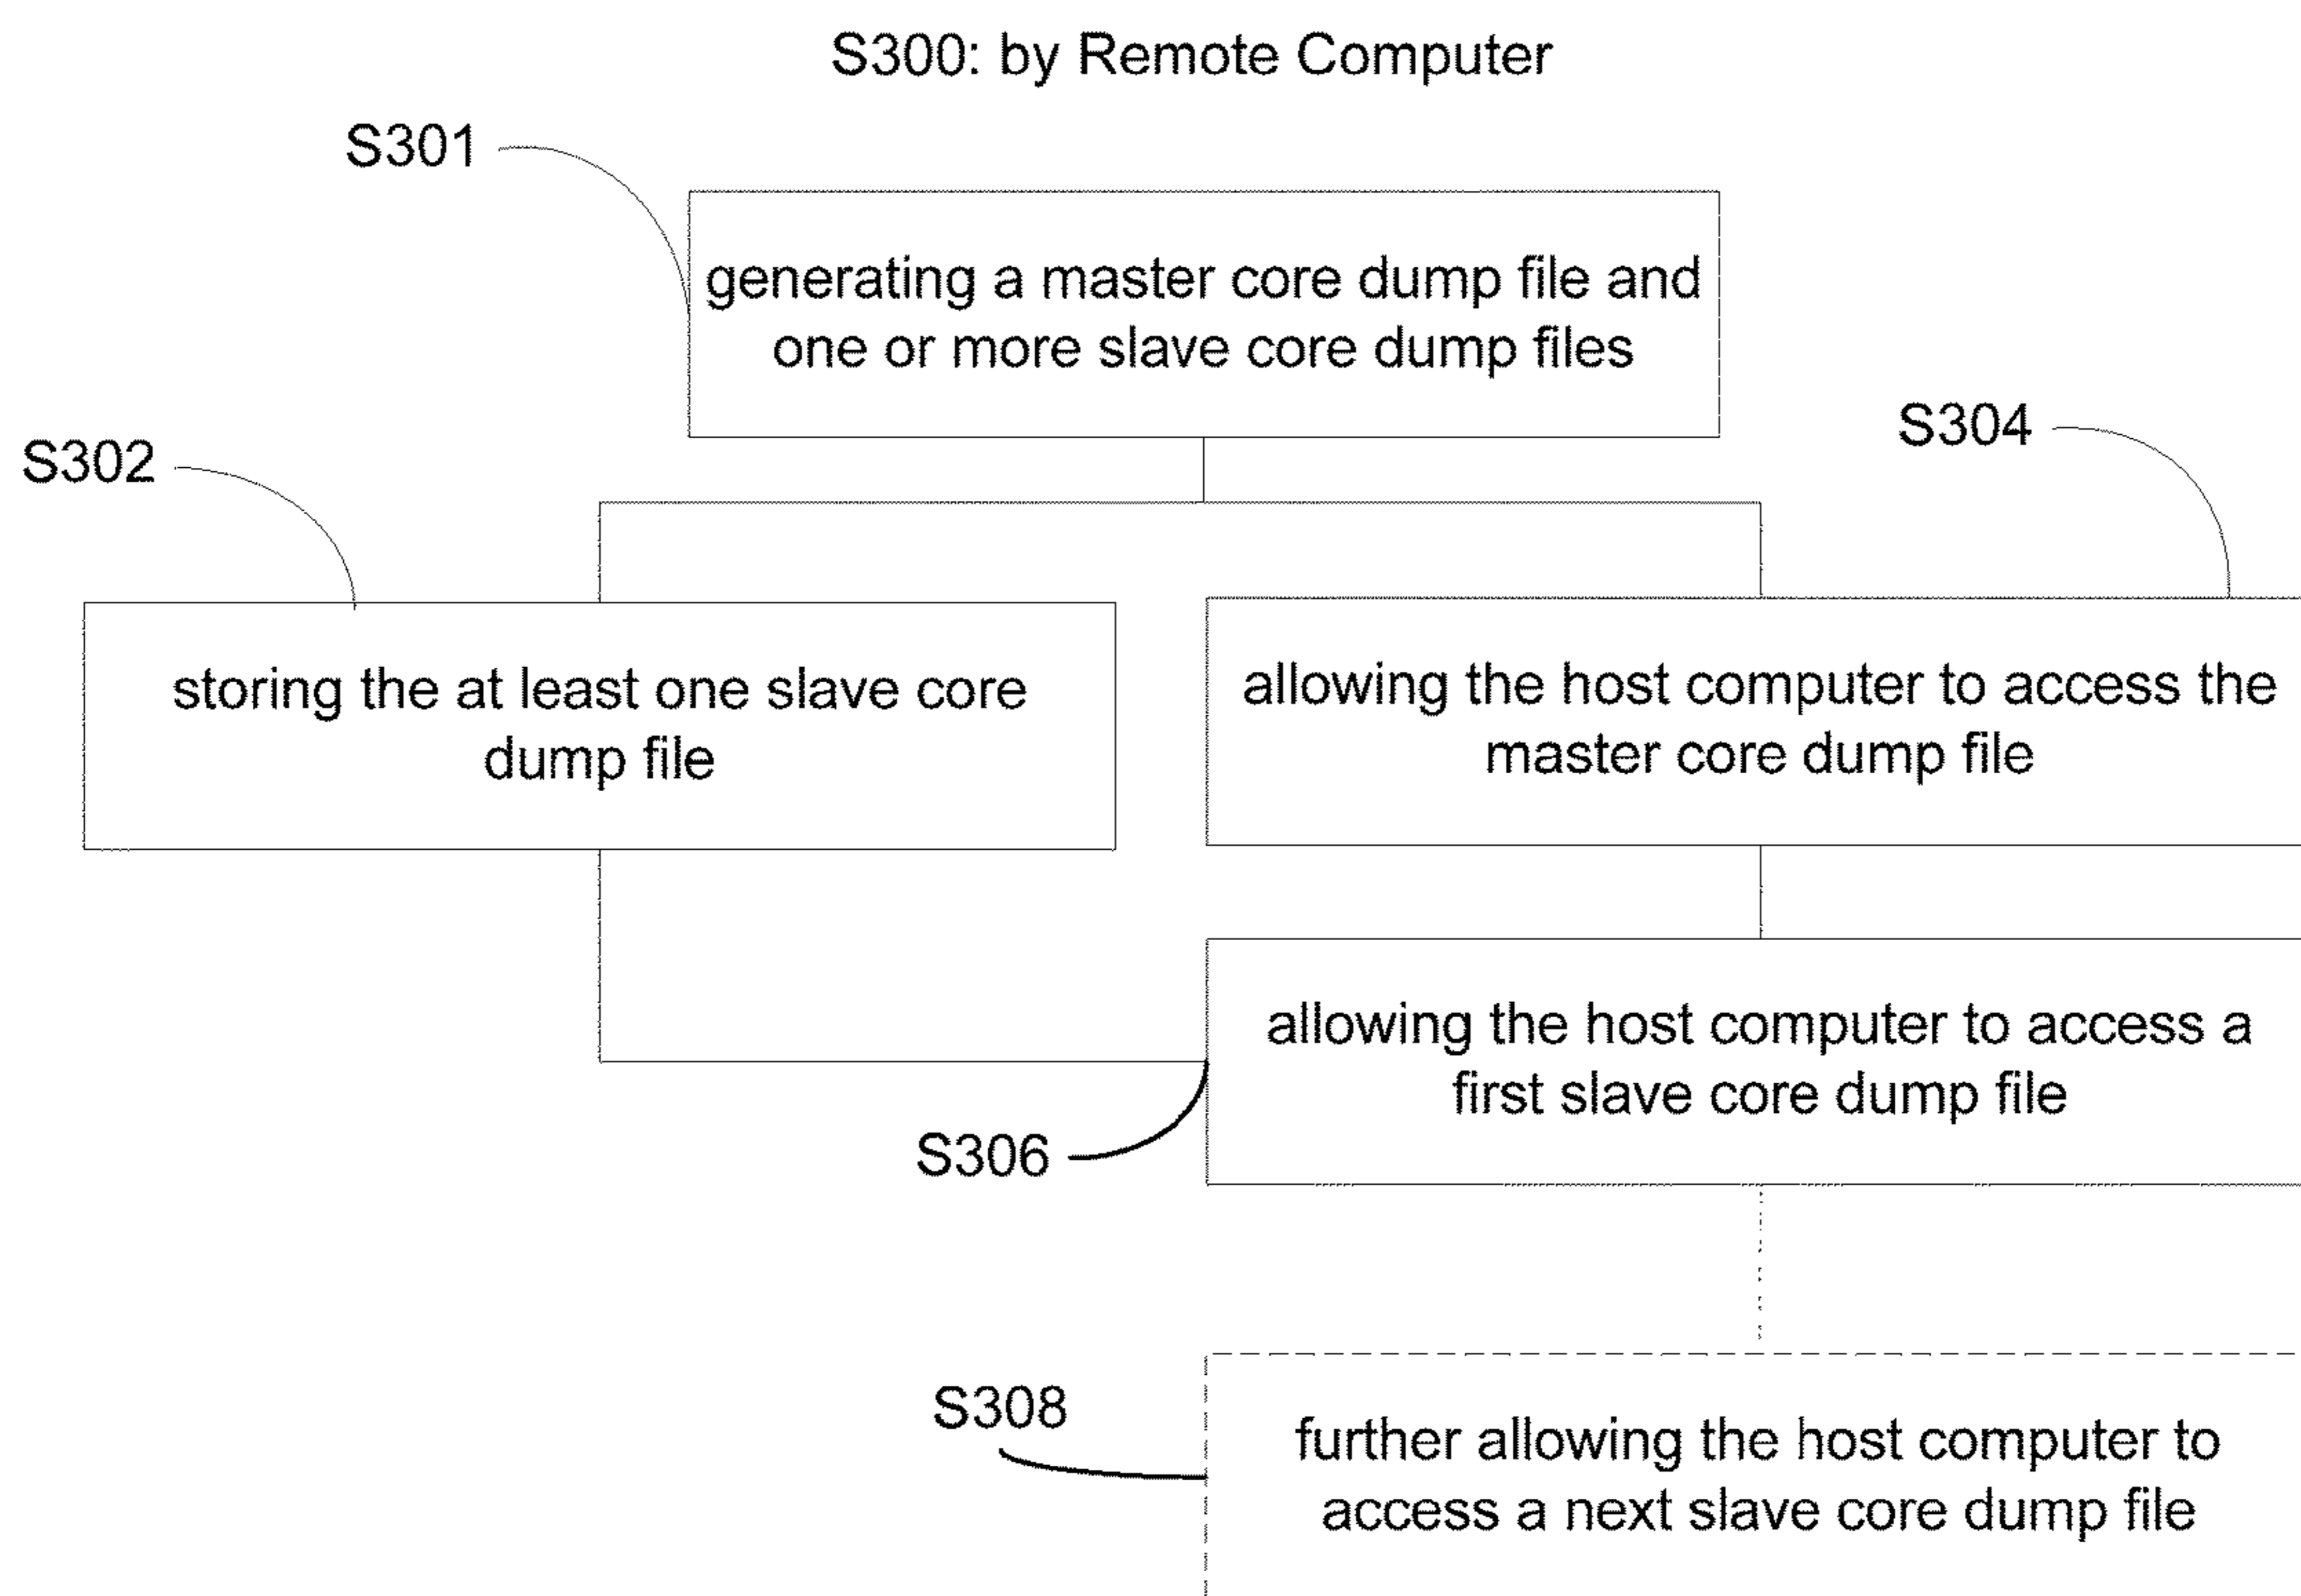 S300: by Remote Computer
S301
generating a master core dump file and
one or more slave core dump files
S302
S304
storing the at least one slave core
dump file
allowing the host computer to access the
master core dump file
allowing the host computer to access a
first slave core dump file
S306
S308
further allowing the host computer to
access a next slave core dump file